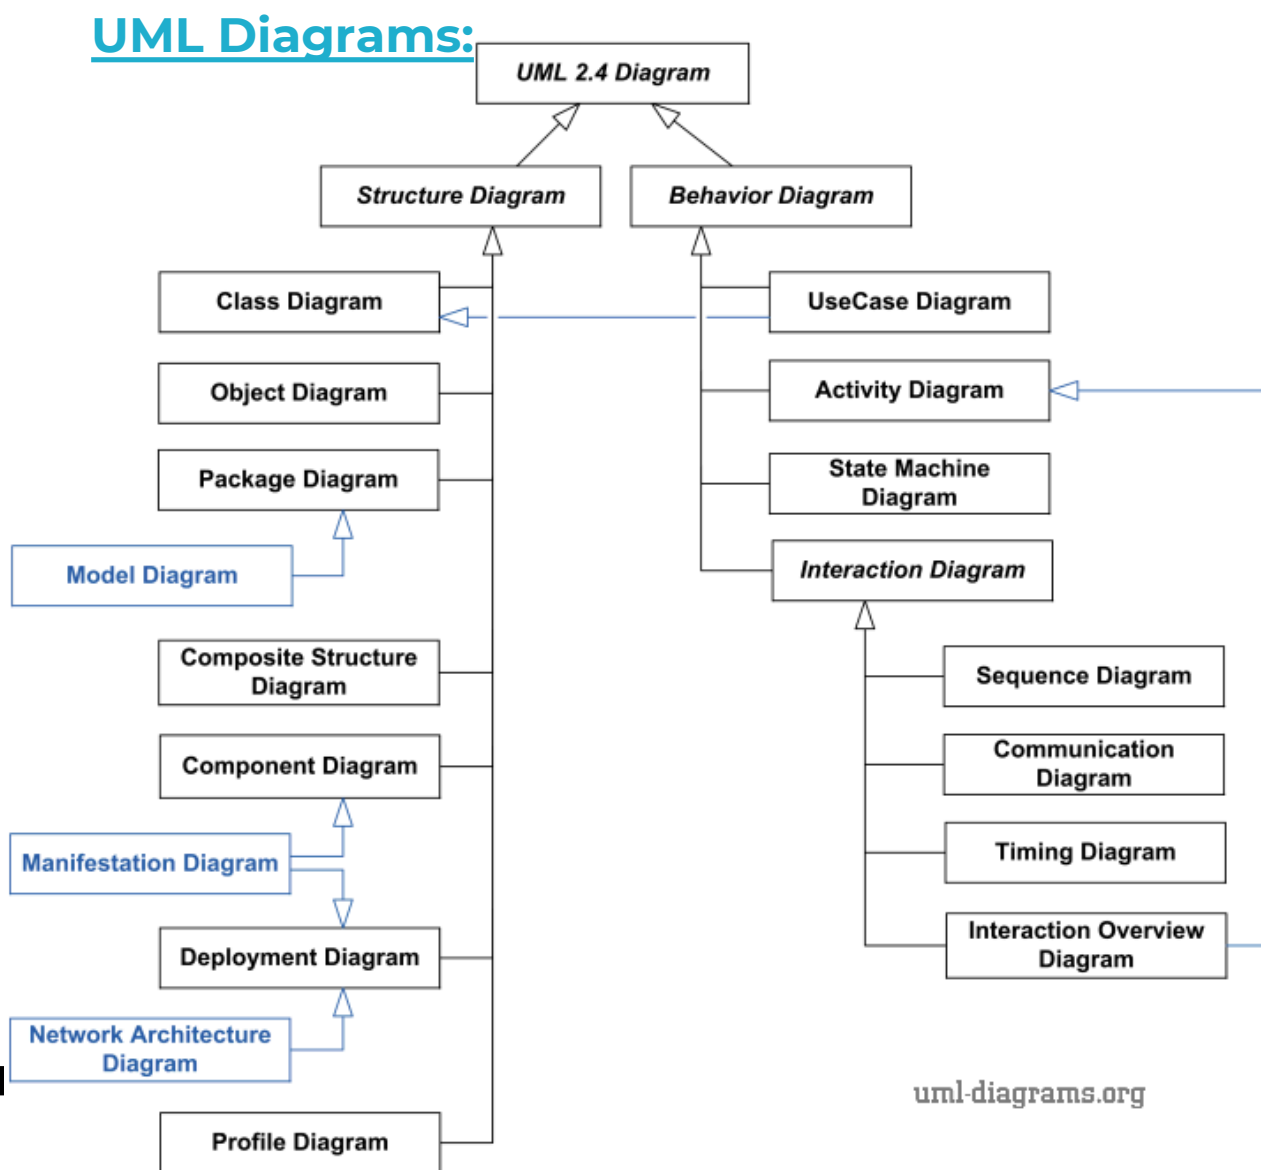 UML Diagrams:
UML 2.4 Diagram
Structure Diagram
Behavior Diagram
Class Diagram
UseCase Diagram
Object Diagram
Activity Diagram
Package Diagram
State Machine
Diagram
Model Diagram
Interaction Diagram
Composite Structure
Diagram
Sequence Diagram
Component Diagram
Communication
Diagram
Manifestation Diagram
Timing Diagram
Deployment Diagram
Interaction Overview
Diagram
Network Architecture
Diagram
Profile Diagram
uml-diagrams.org